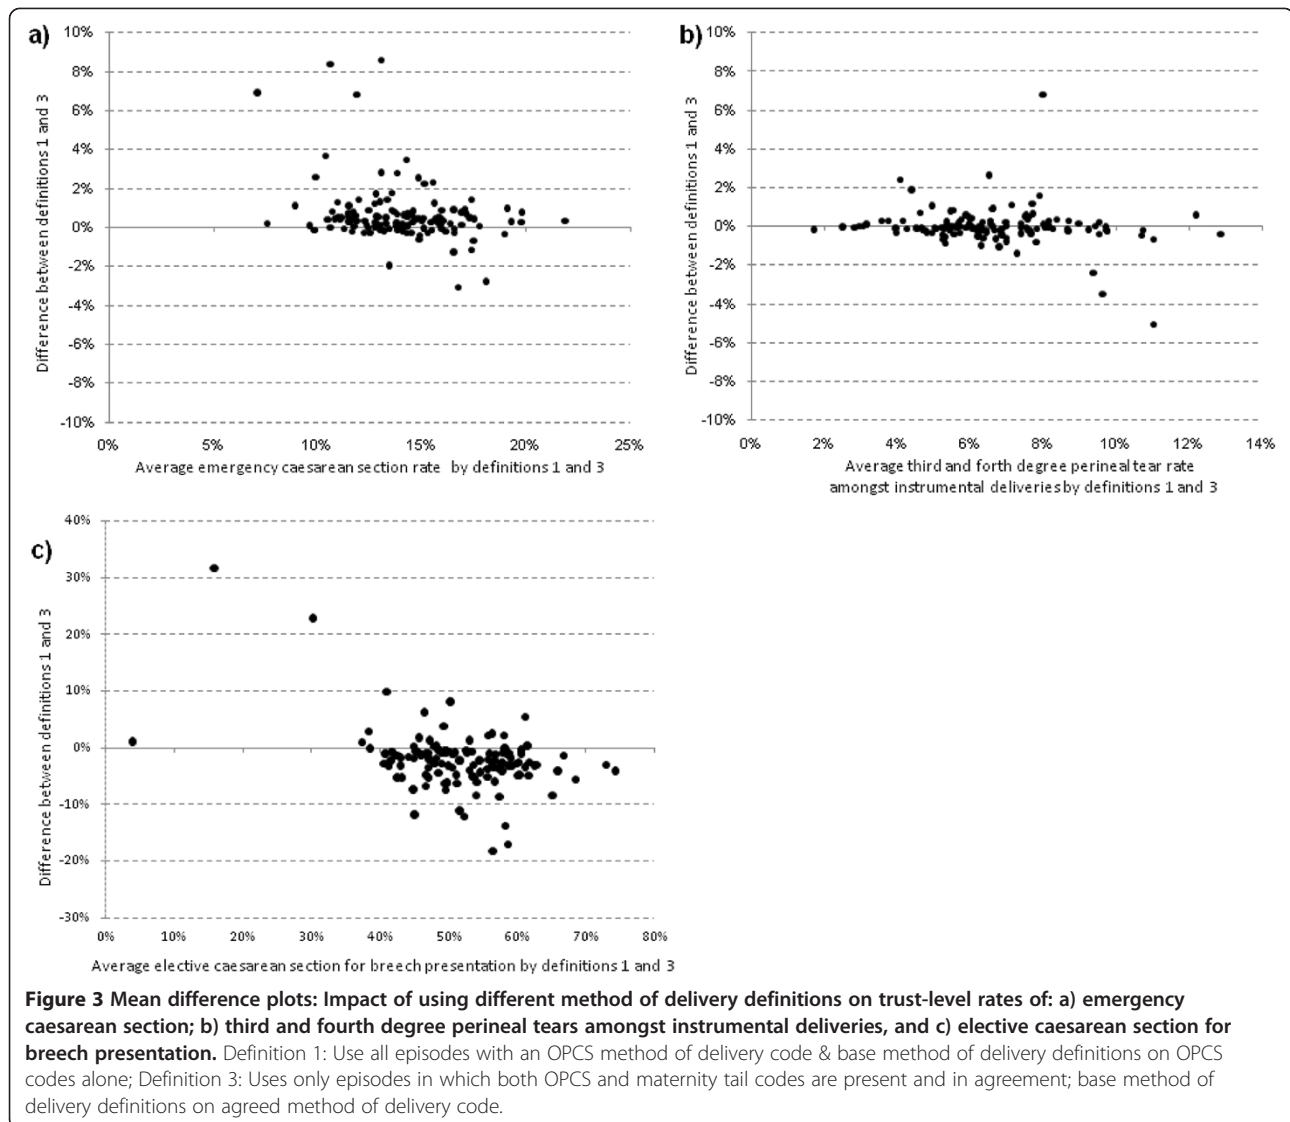 a)
10%
8%
6%
4%
2%
0%
-2%
-4%
-6%
-8%
-10%
Difference between definitions 1 and 3
0% 5% 10% 15% 20% 25%
Average emergency caesarean section rate by definitions 1 and 3
b)
10%
8%
6%
4%
2%
0%
-2%
-4%
-6%
-8%
-10%
Difference between definitions 1 and 3
0% 2% 4% 6% 8% 10% 12% 14%
Average third and forth degree perineal tear rate
amongst instrumental deliveries by definitions 1 and 3
c)
40%
30%
20%
10%
0%
-10%
-20%
-30%
Difference between definitions 1 and 3
0% 10% 20% 30% 40% 50% 60% 70% 80%
Average elective caesarean section for breech presentation by definitions 1 and 3
Figure 3 Mean difference plots: Impact of using different method of delivery definitions on trust-level rates of: a) emergency
caesarean section; b) third and fourth degree perineal tears amongst instrumental deliveries, and c) elective caesarean section for
breech presentation. Definition 1: Use all episodes with an OPCS method of delivery code & base method of delivery definitions on OPCS
codes alone; Definition 3: Uses only episodes in which both OPCS and maternity tail codes are present and in agreement; base method of
delivery definitions on agreed method of delivery code.